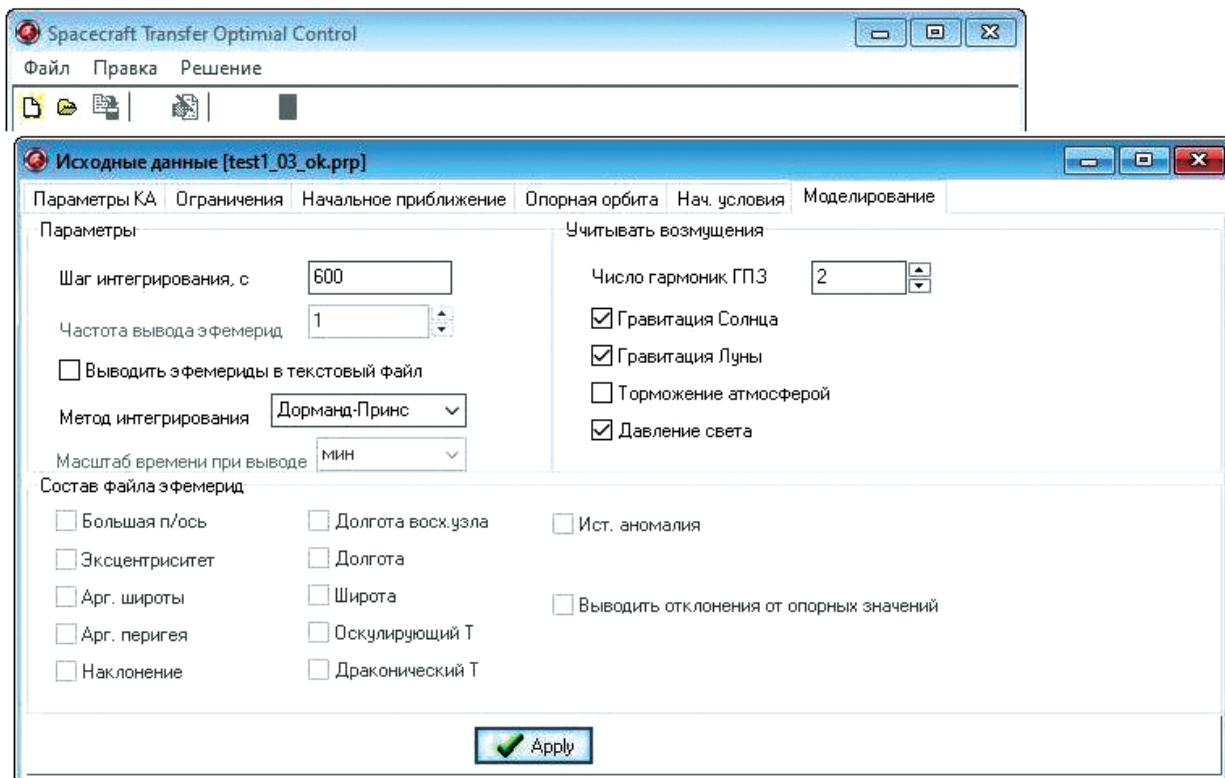 Spacecraft Transfer Optimial Control
Файл Правка Решение
Исходные данные [test1_03_ok.prp]
Параметры КА Ограничения Начальное приближение Опорная орбита Нач. условия Моделирование
Параметры
Шаг интегрирования, с 600
Частота вывода эфемерид 1
Выводить эфемериды в текстовый файл
Метод интегрирования Дорманд-Принс
Масштаб времени при выводе мин
Учитывать возмущения
Число гармоник ГПЗ 2
Гравитация Солнца
Гравитация Луны
Торможение атмосферой
Давление света
Состав файла эфемерид
Большая п/ось
Эксцентриситет
Арг. широты
Арг. перигея
Наклонение
Долгота восх.узла
Долгота
Широта
Оскулирующий Т
Драконический Т
Ист. аномалия
Выводить отклонения от опорных значений
Apply